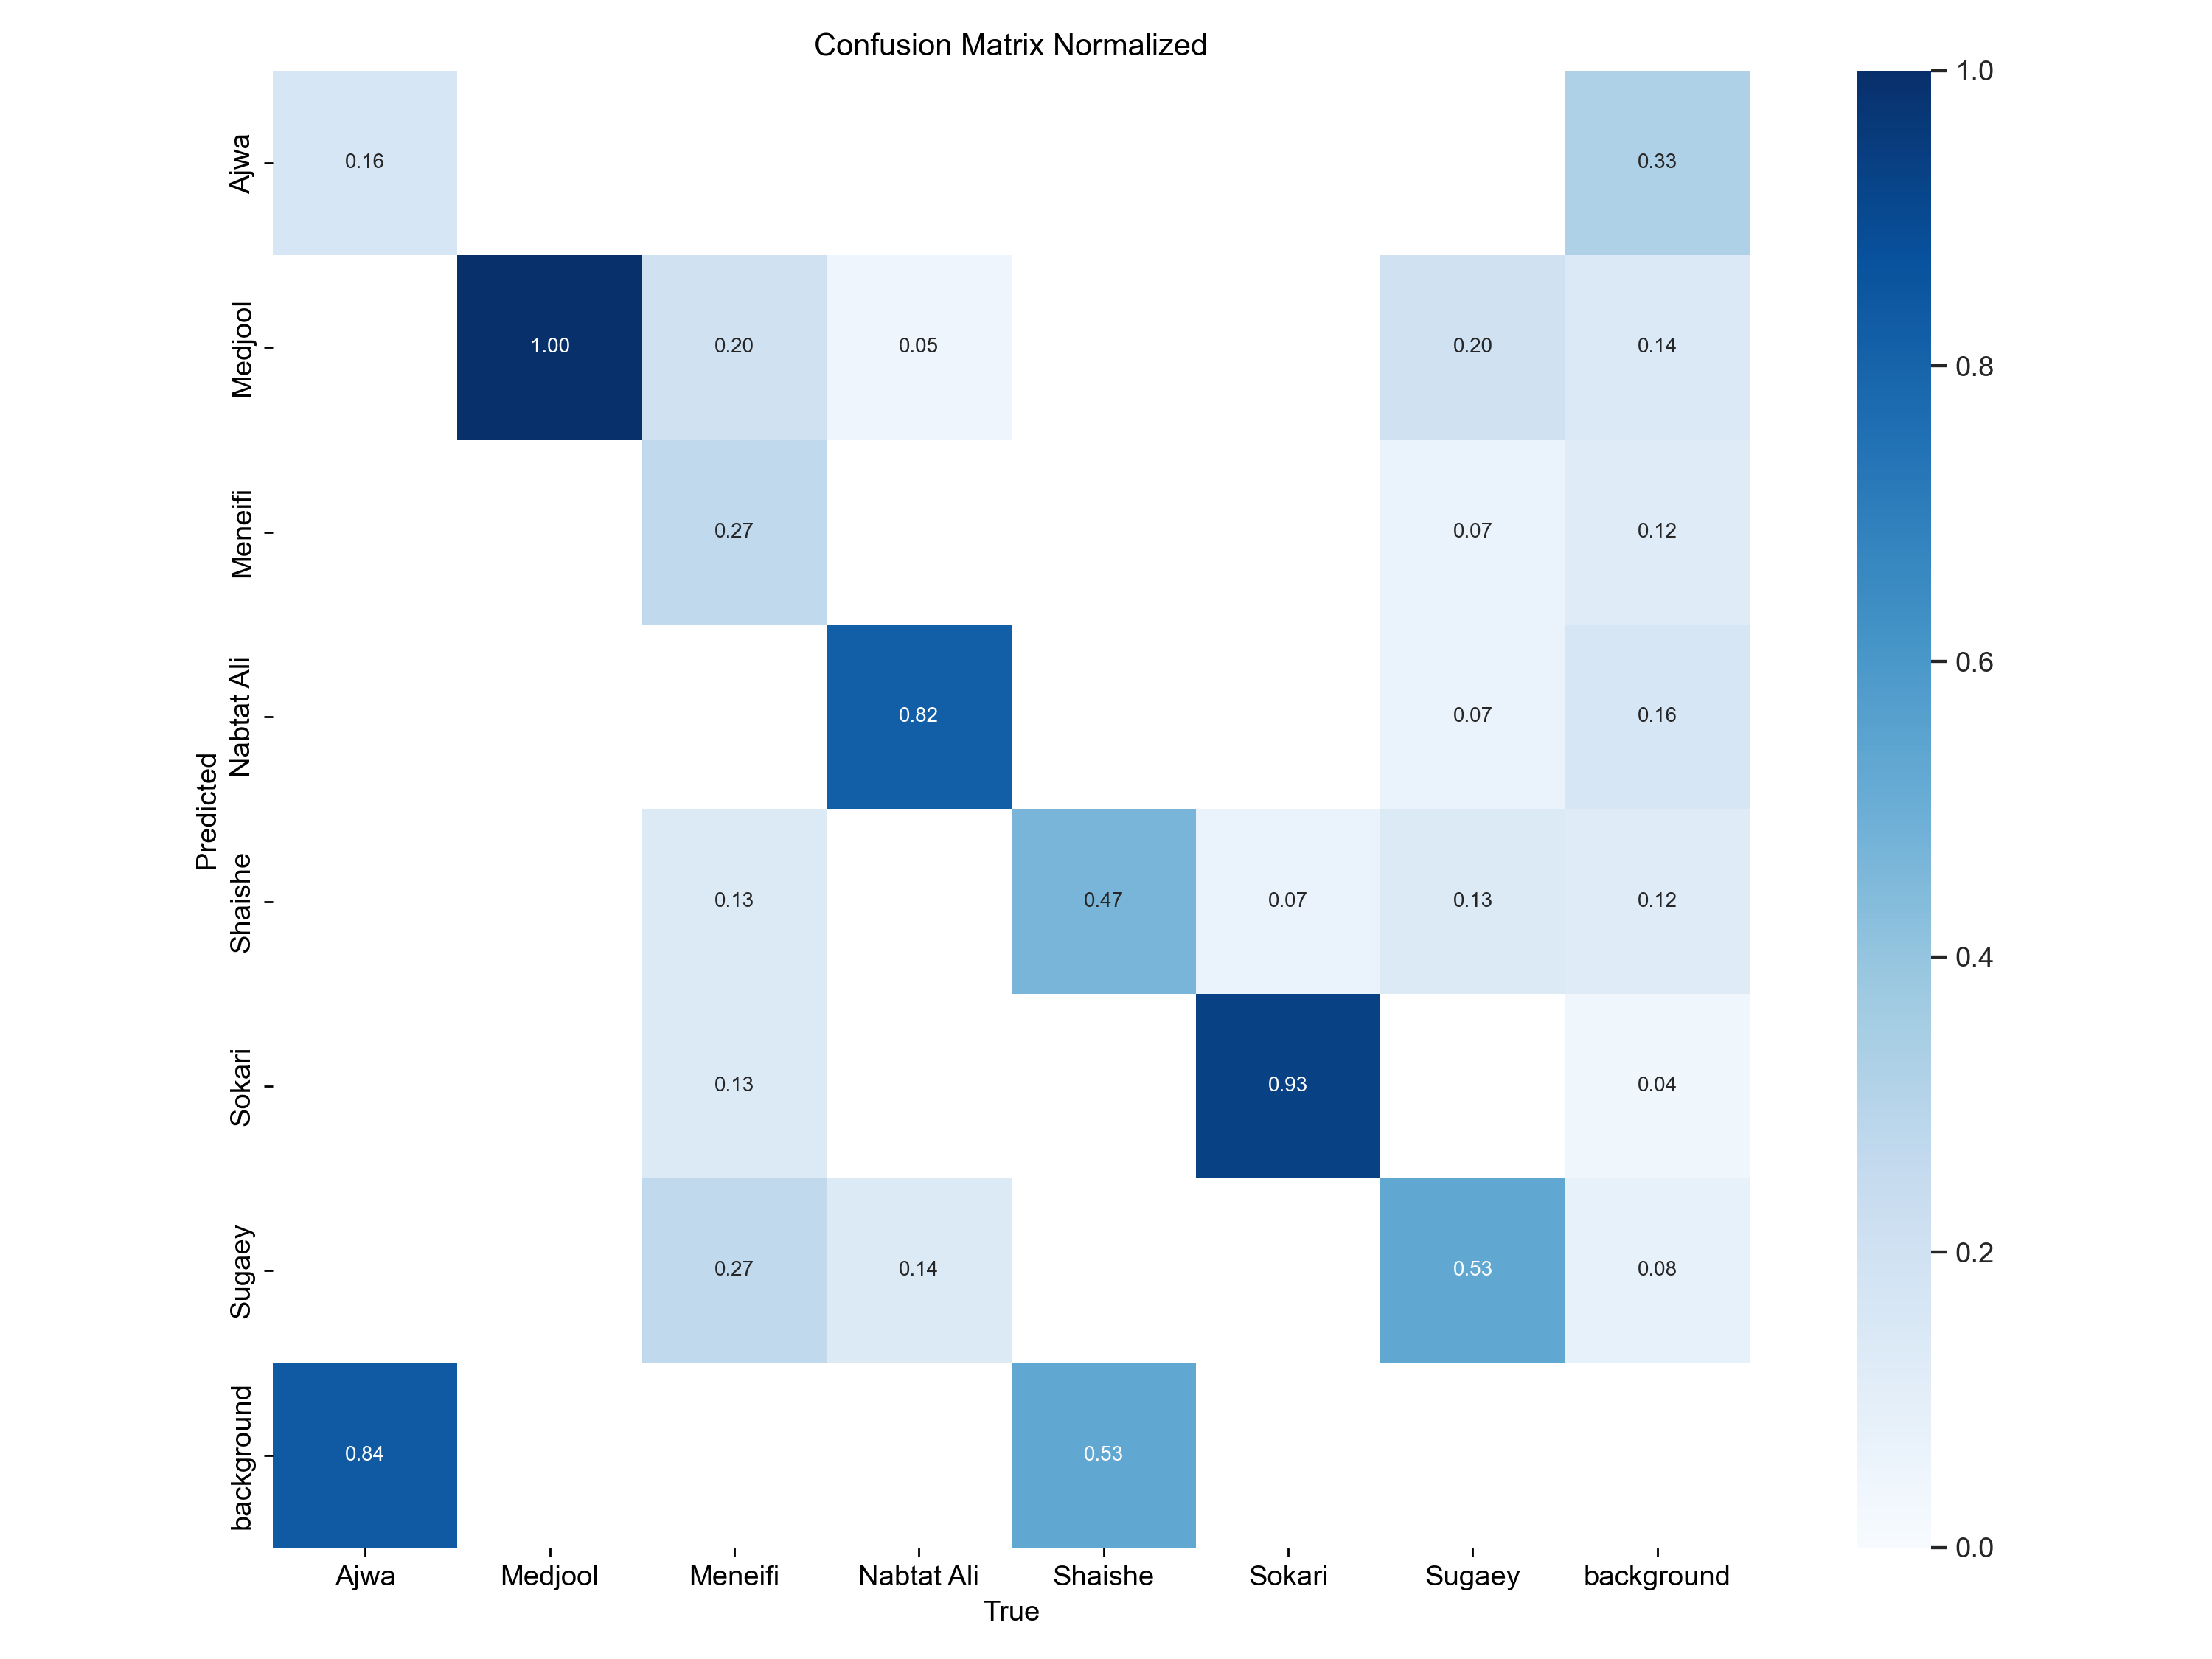 Confusion Matrix Normalized
Ajwa
0.16
0.33
1.0
Medjool
1.00
0.20
0.05
0.20
0.14
0.8
Meneifi
0.27
0.07
0.12
0.6
Nabtat Ali
0.82
0.07
0.16
Predicted
Shaishe
0.13
0.47
0.07
0.13
0.12
0.4
Sokari
0.13
0.93
0.04
0.2
Sugaey
0.27
0.14
0.53
0.08
background
0.84
0.53
0.0
Ajwa
Medjool
Meneifi
Nabtat Ali
Shaishe
Sokari
Sugaey
background
True